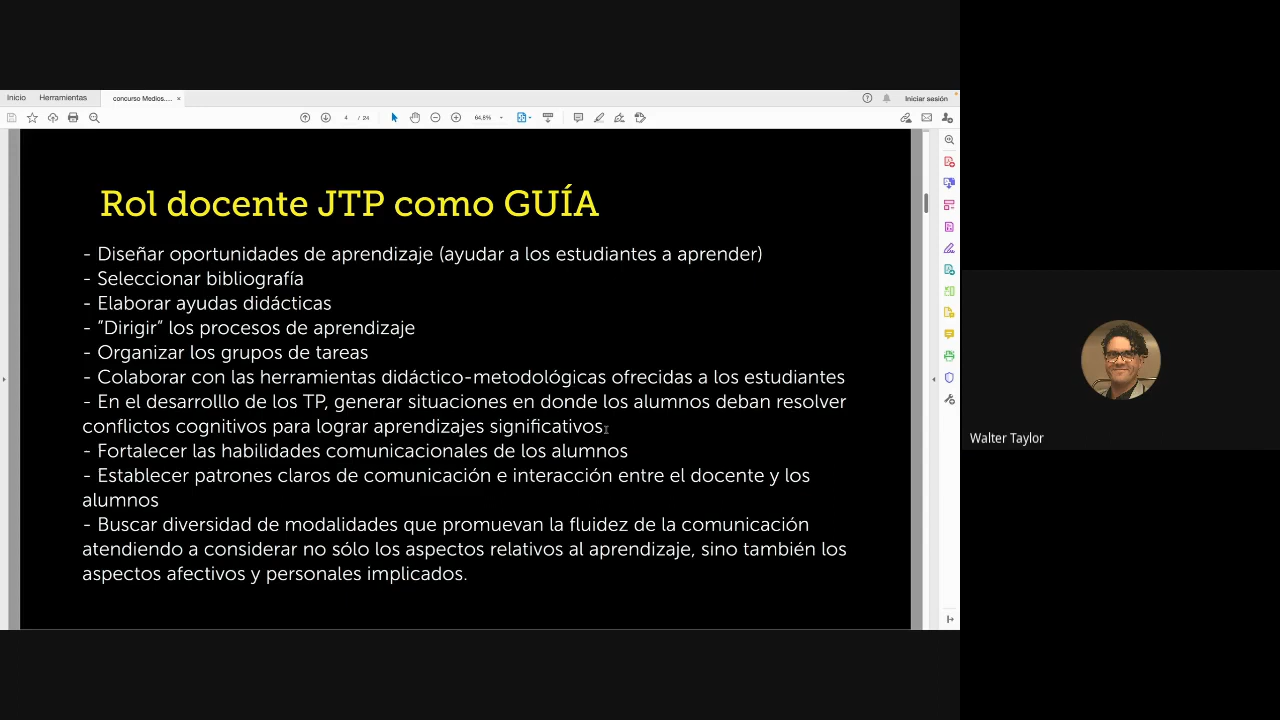 Inicio Herramientas concurso Medios.... × Iniciar sesión
4 / 24 64,8%
Rol docente JTP como GUÍA
- Diseñar oportunidades de aprendizaje (ayudar a los estudiantes a aprender)
- Seleccionar bibliografía
- Elaborar ayudas didácticas
- “Dirigir” los procesos de aprendizaje
- Organizar los grupos de tareas
- Colaborar con las herramientas didáctico-metodológicas ofrecidas a los estudiantes
- En el desarrolllo de los TP, generar situaciones en donde los alumnos deban resolver
conflictos cognitivos para lograr aprendizajes significativos
- Fortalecer las habilidades comunicacionales de los alumnos
- Establecer patrones claros de comunicación e interacción entre el docente y los
alumnos
- Buscar diversidad de modalidades que promuevan la fluidez de la comunicación
atendiendo a considerar no sólo los aspectos relativos al aprendizaje, sino también los
aspectos afectivos y personales implicados.
Walter Taylor